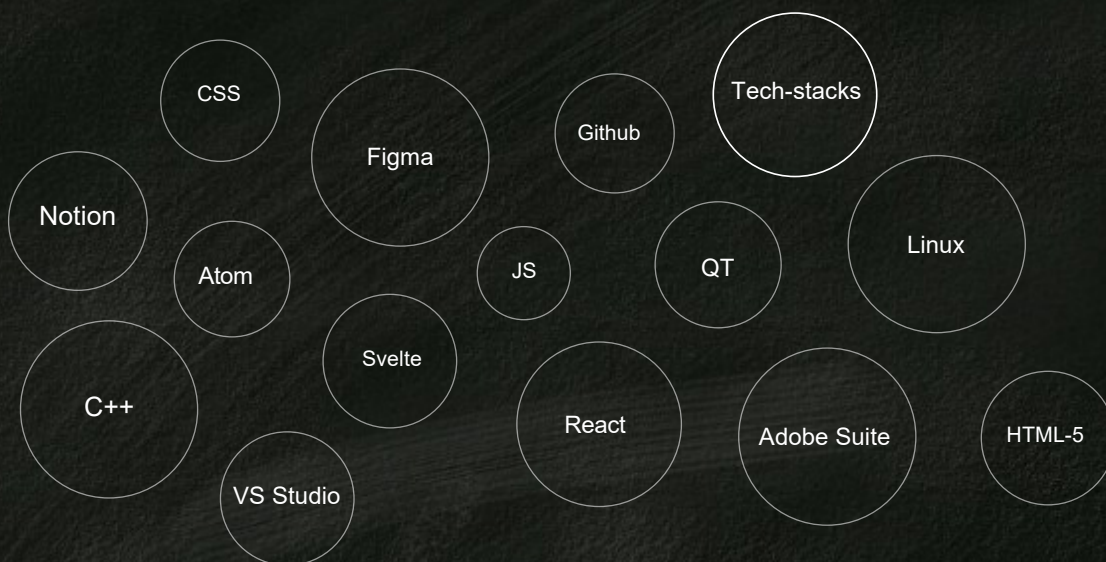 Tech-stacks
CSS
Figma
Github
Notion
Atom
JS
QT
Linux
Svelte
C++
React
Adobe Suite
HTML-5
VS Studio